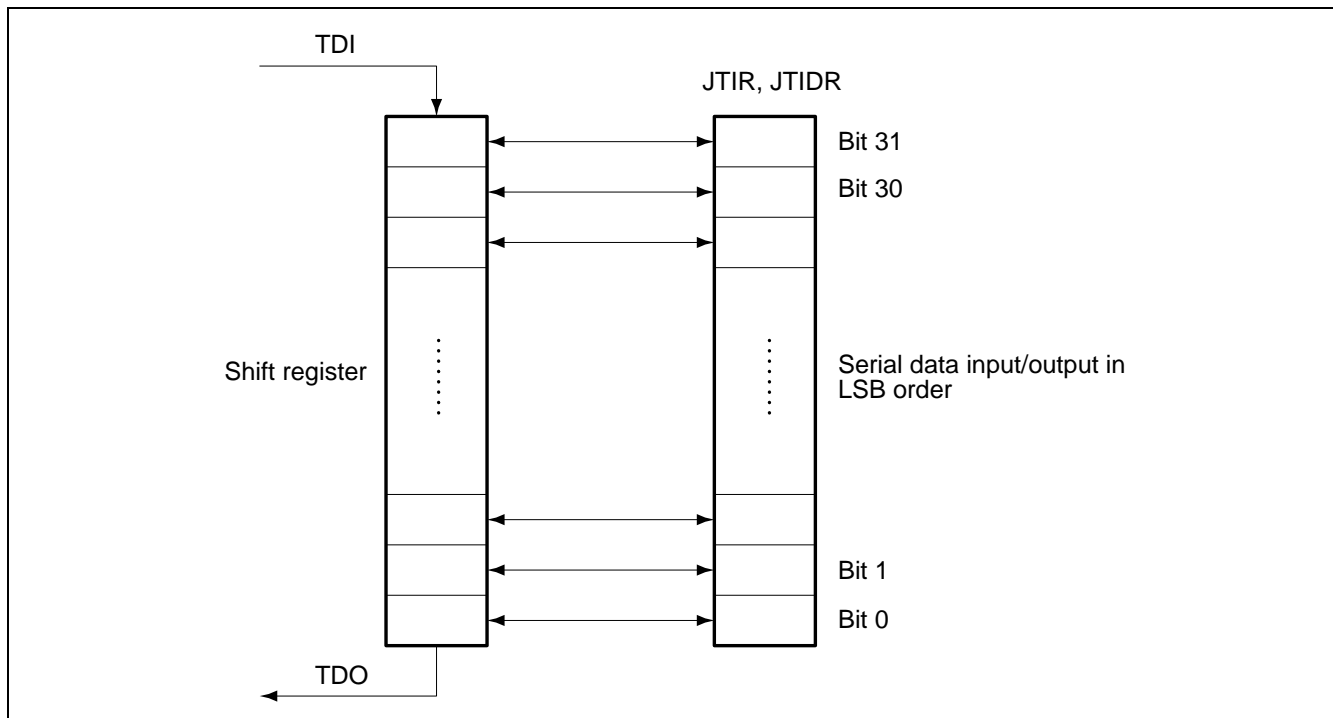 TDI
JTIR, JTIDR
Bit 31
Bit 30
Shift register
Serial data input/output in
LSB order
Bit 1
Bit 0
TDO